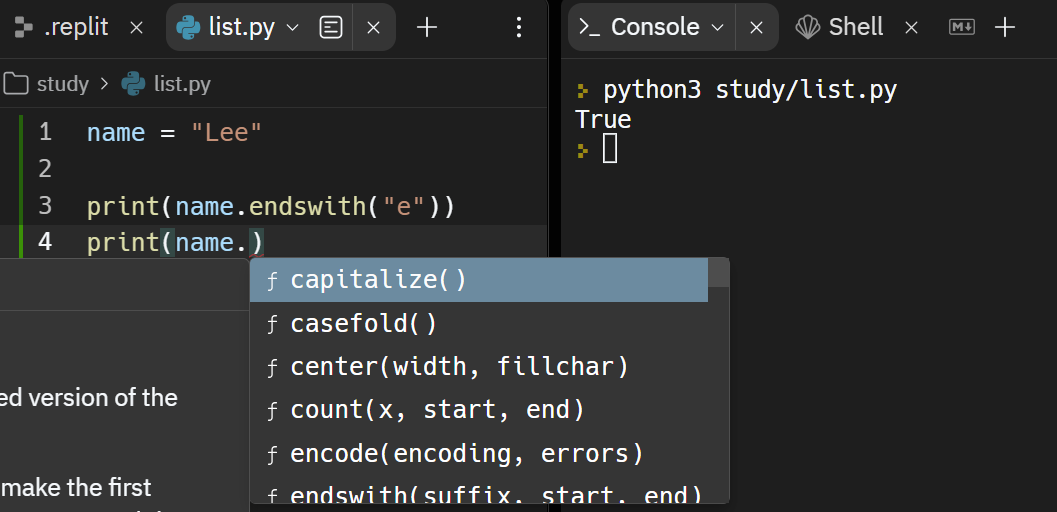 .replit × list.py ×
study > list.py
1 name = "Lee"
2
3 print(name.endswith("e"))
4 print(name.)
capitalize()
casefold()
center(width, fillchar)
count(x, start, end)
encode(encoding, errors)
endswith(suffix, start, end)
ed version of the
make the first
>_ Console × Shell × M↓ +
python3 study/list.py
True